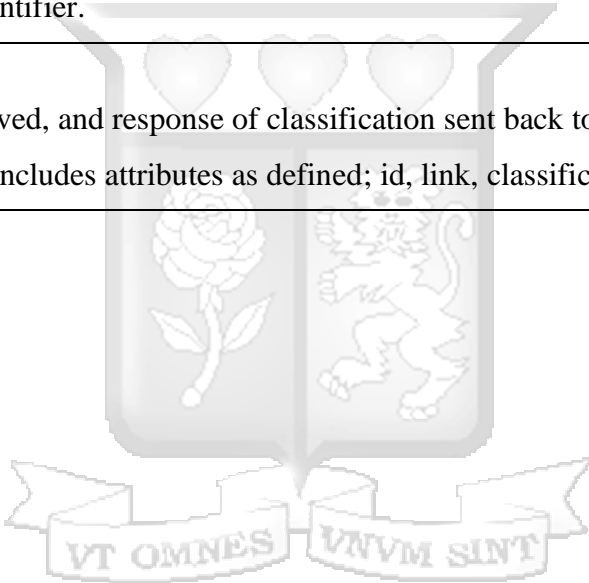 ntifier.
ved, and response of classification sent back to
ncludes attributes as defined; id, link, classific
VT OMNES VNVM SINT